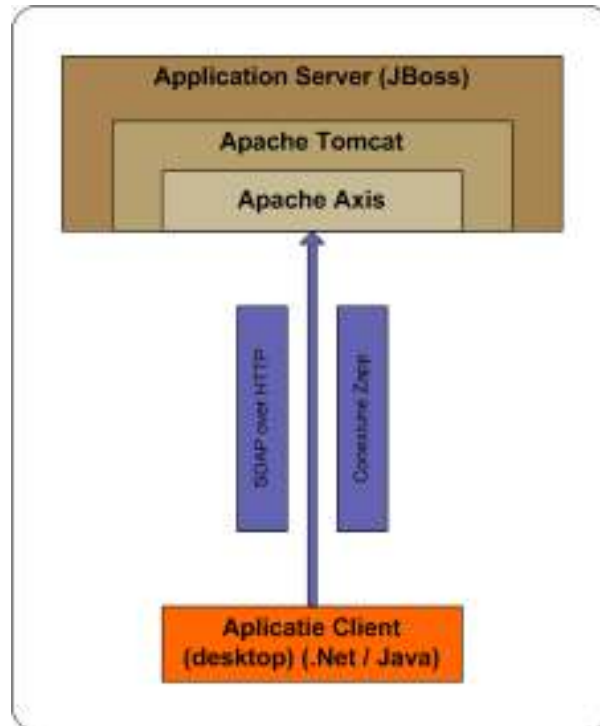 Application Server (JBoss)
Apache Tomcat
Apache Axis
SOAP over HTTP
Conexiune Zapp
Aplicatie Client
(desktop) (.Net / Java)